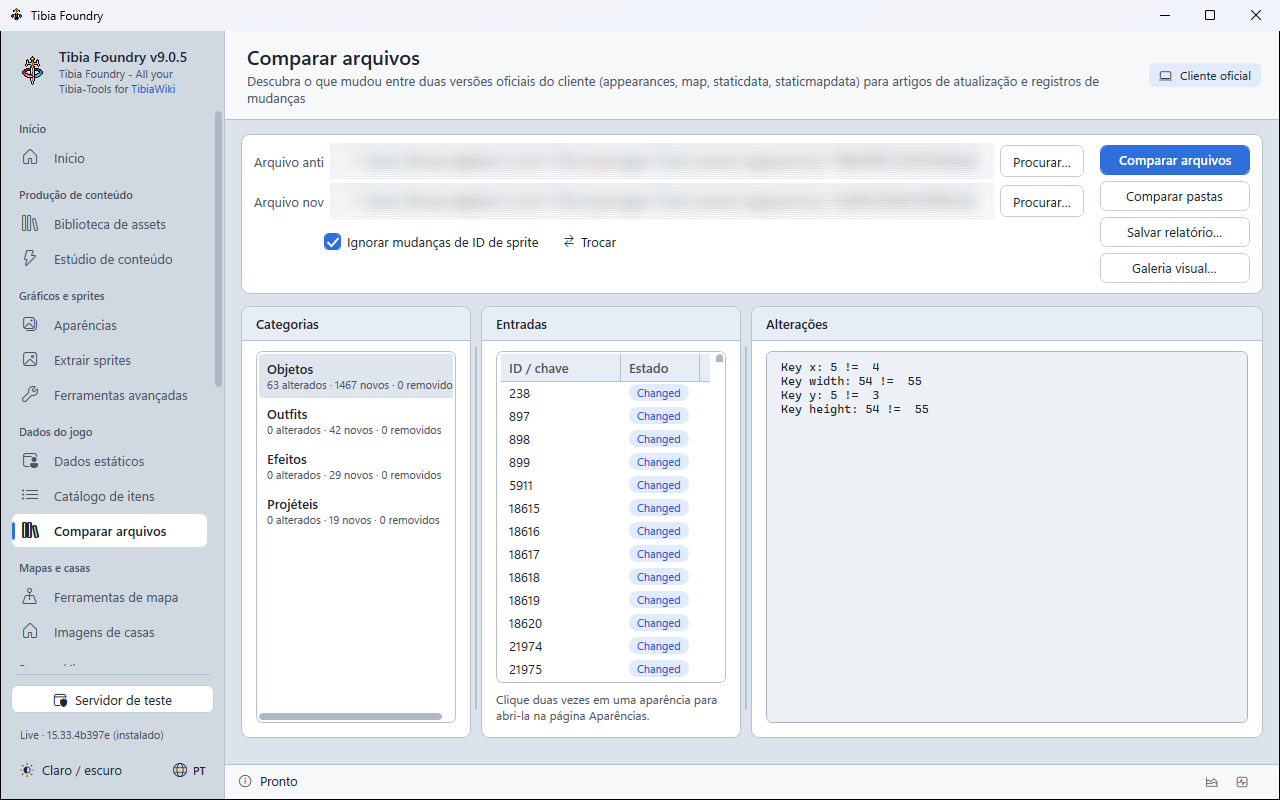 Tibia Foundry
Tibia Foundry v9.0.5
Tibia Foundry - All your
Tibia-Tools for TibiaWiki
Início
Início
Produção de conteúdo
Biblioteca de assets
Estúdio de conteúdo
Gráficos e sprites
Aparências
Extrair sprites
Ferramentas avançadas
Dados do jogo
Dados estáticos
Catálogo de itens
Comparar arquivos
Mapas e casas
Ferramentas de mapa
Imagens de casas
Servidor de teste
Live · 15.33.4b397e (instalado)
Claro / escuro
PT
Comparar arquivos
Descubra o que mudou entre duas versões oficiais do cliente (appearances, map, staticdata, staticmapdata) para artigos de atualização e registros de
mudanças
Cliente oficial
Arquivo anti
Procurar...
Arquivo nov
Procurar...
Ignorar mudanças de ID de sprite
Trocar
Comparar arquivos
Comparar pastas
Salvar relatório...
Galeria visual...
Categorias
Objetos
63 alterados · 1467 novos · 0 removido
Outfits
0 alterados · 42 novos · 0 removidos
Efeitos
0 alterados · 29 novos · 0 removidos
Projéteis
0 alterados · 19 novos · 0 removidos
Entradas
ID / chave Estado
238 Changed
897 Changed
898 Changed
899 Changed
5911 Changed
18615 Changed
18616 Changed
18617 Changed
18618 Changed
18619 Changed
18620 Changed
21974 Changed
21975 Changed
Clique duas vezes em uma aparência para
abri-la na página Aparências.
Alterações
Key x: 5 != 4
Key width: 54 != 55
Key y: 5 != 3
Key height: 54 != 55
Pronto